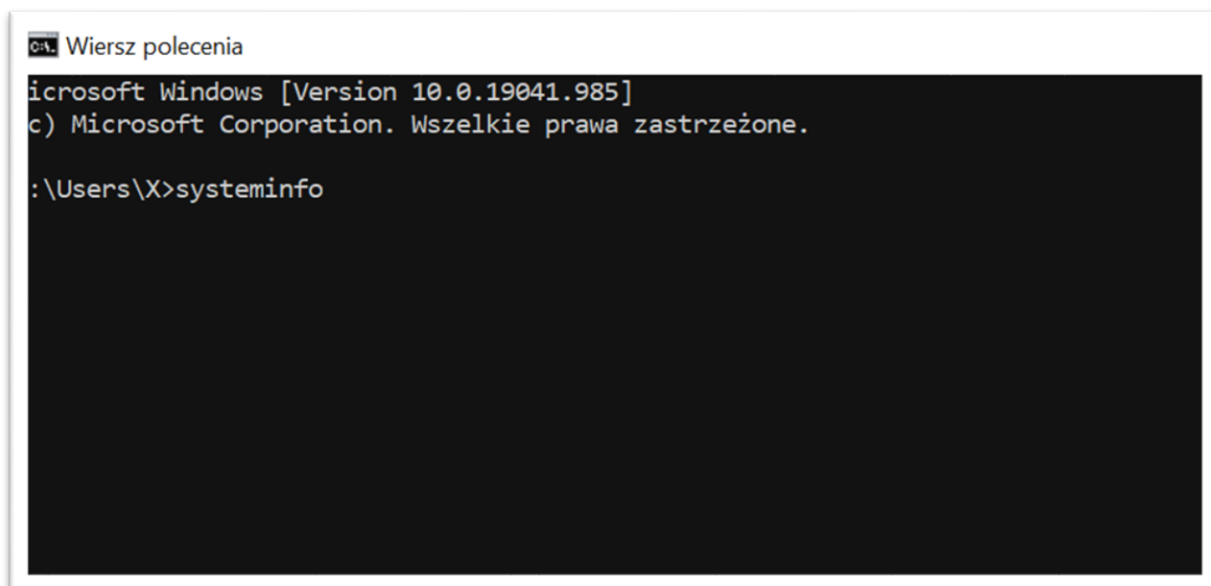 Wiersz polecenia
icrosoft Windows [Version 10.0.19041.985]
c) Microsoft Corporation. Wszelkie prawa zastrzeżone.
:\Users\X>systeminfo